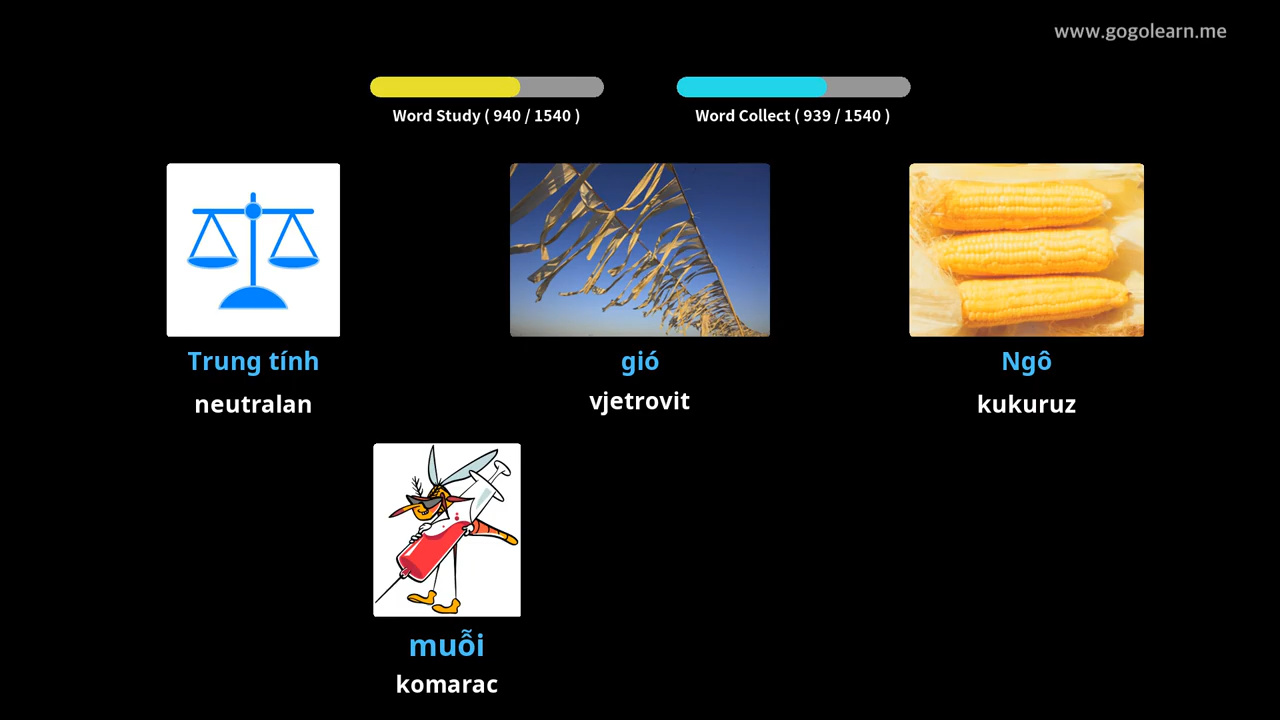 www.gogolearn.me
Word Study ( 940 / 1540 )
Word Collect ( 939 / 1540 )
Trung tính
gió
Ngô
neutralan
vjetrovit
kukuruz
muỗi
komarac